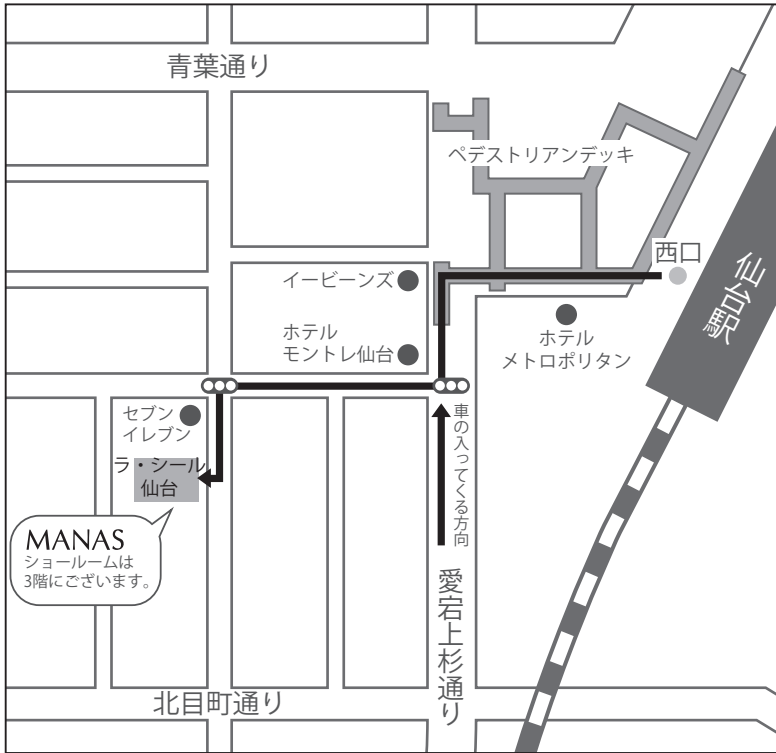 青葉通り
ペデストリアンデッキ
西口
仙台駅
イービーンズ
ホテル
モントレ仙台
ホテル
メトロポリタン
セブン
イレブン
車の入ってくる方向
ラ・シール
仙台
MANAS
ショールームは
3階にございます。
愛宕上杉通り
北目町通り